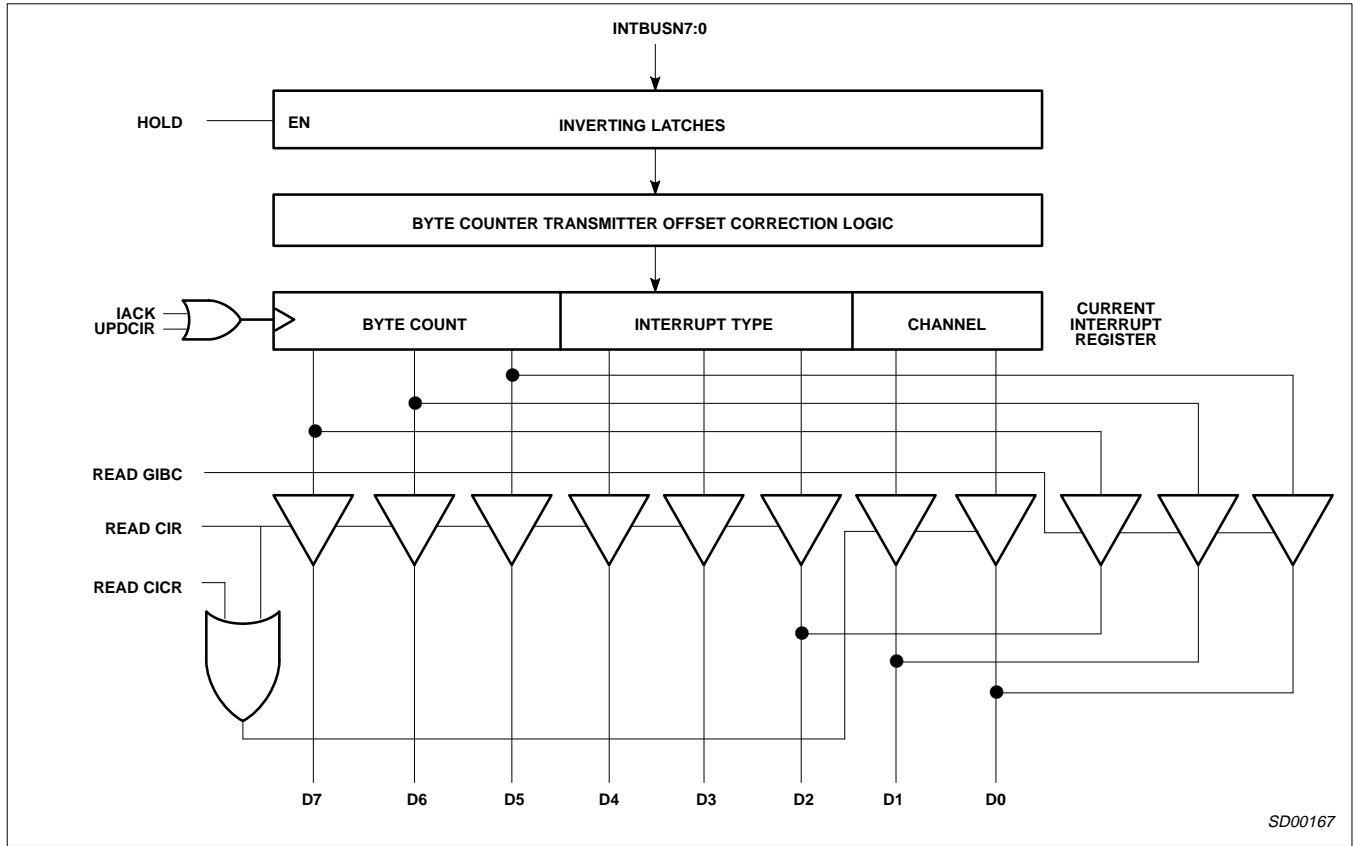 INTBUSN7:0
HOLD
EN
INVERTING LATCHES
BYTE COUNTER TRANSMITTER OFFSET CORRECTION LOGIC
IACK
UPDCIR
BYTE COUNT
INTERRUPT TYPE
CHANNEL
CURRENT
INTERRUPT
REGISTER
READ GIBC
READ CIR
READ CICR
D7 D6 D5 D4 D3 D2 D1 D0
SD00167